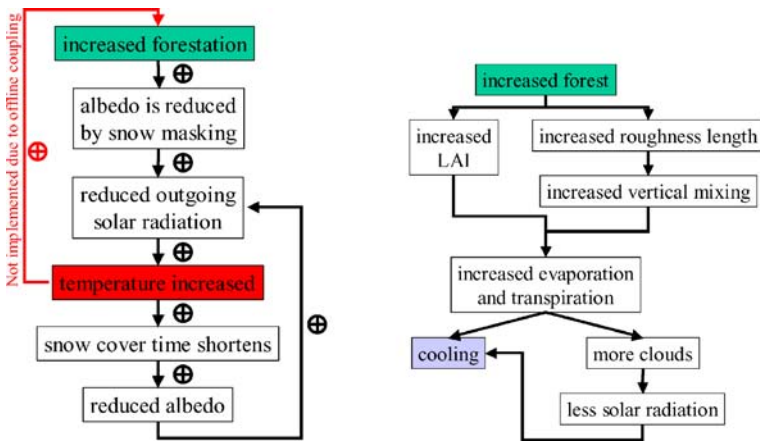 Not implemented due to offline coupling
increased forestation
⊕
albedo is reduced
by snow masking
⊕
⊕
reduced outgoing
solar radiation
⊕
temperature increased
⊕
snow cover time shortens
⊕
⊕
reduced albedo
increased forest
increased
LAI
increased roughness length
increased vertical mixing
increased evaporation
and transpiration
cooling
more clouds
less solar radiation